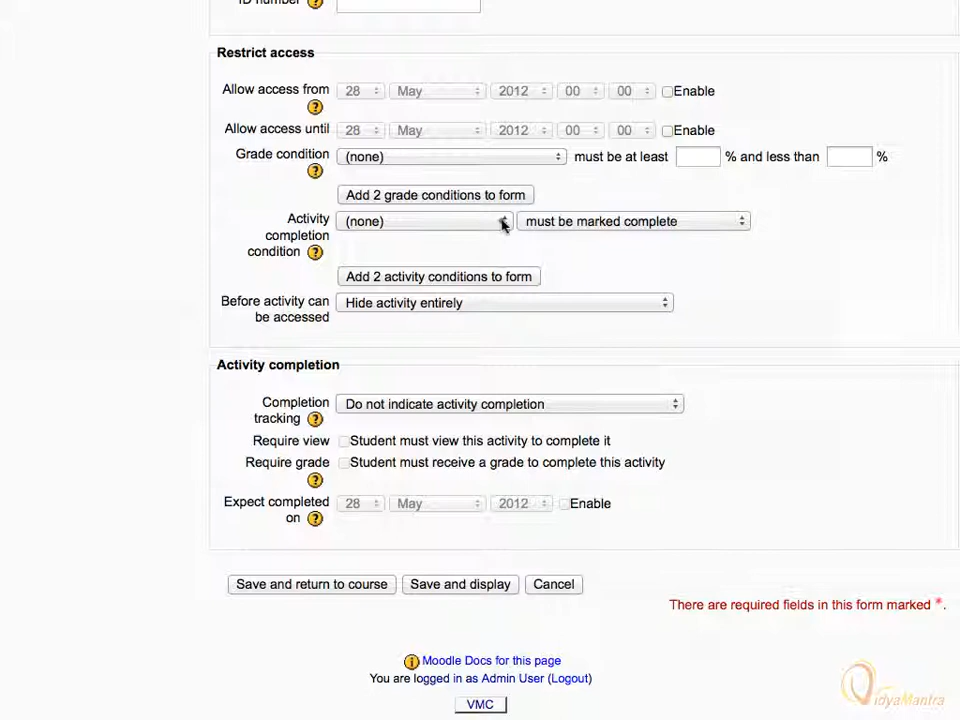 ID number
Restrict access
Allow access from 28 May 2012 00 00 Enable
Allow access until 28 May 2012 00 00 Enable
Grade condition (none) must be at least % and less than %
Add 2 grade conditions to form
Activity completion condition (none) must be marked complete
Add 2 activity conditions to form
Before activity can be accessed Hide activity entirely
Activity completion
Completion tracking Do not indicate activity completion
Require view Student must view this activity to complete it
Require grade Student must receive a grade to complete this activity
Expect completed on 28 May 2012 Enable
Save and return to course Save and display Cancel
There are required fields in this form marked *.
Moodle Docs for this page
You are logged in as Admin User (Logout)
VMC
VidyaMantra